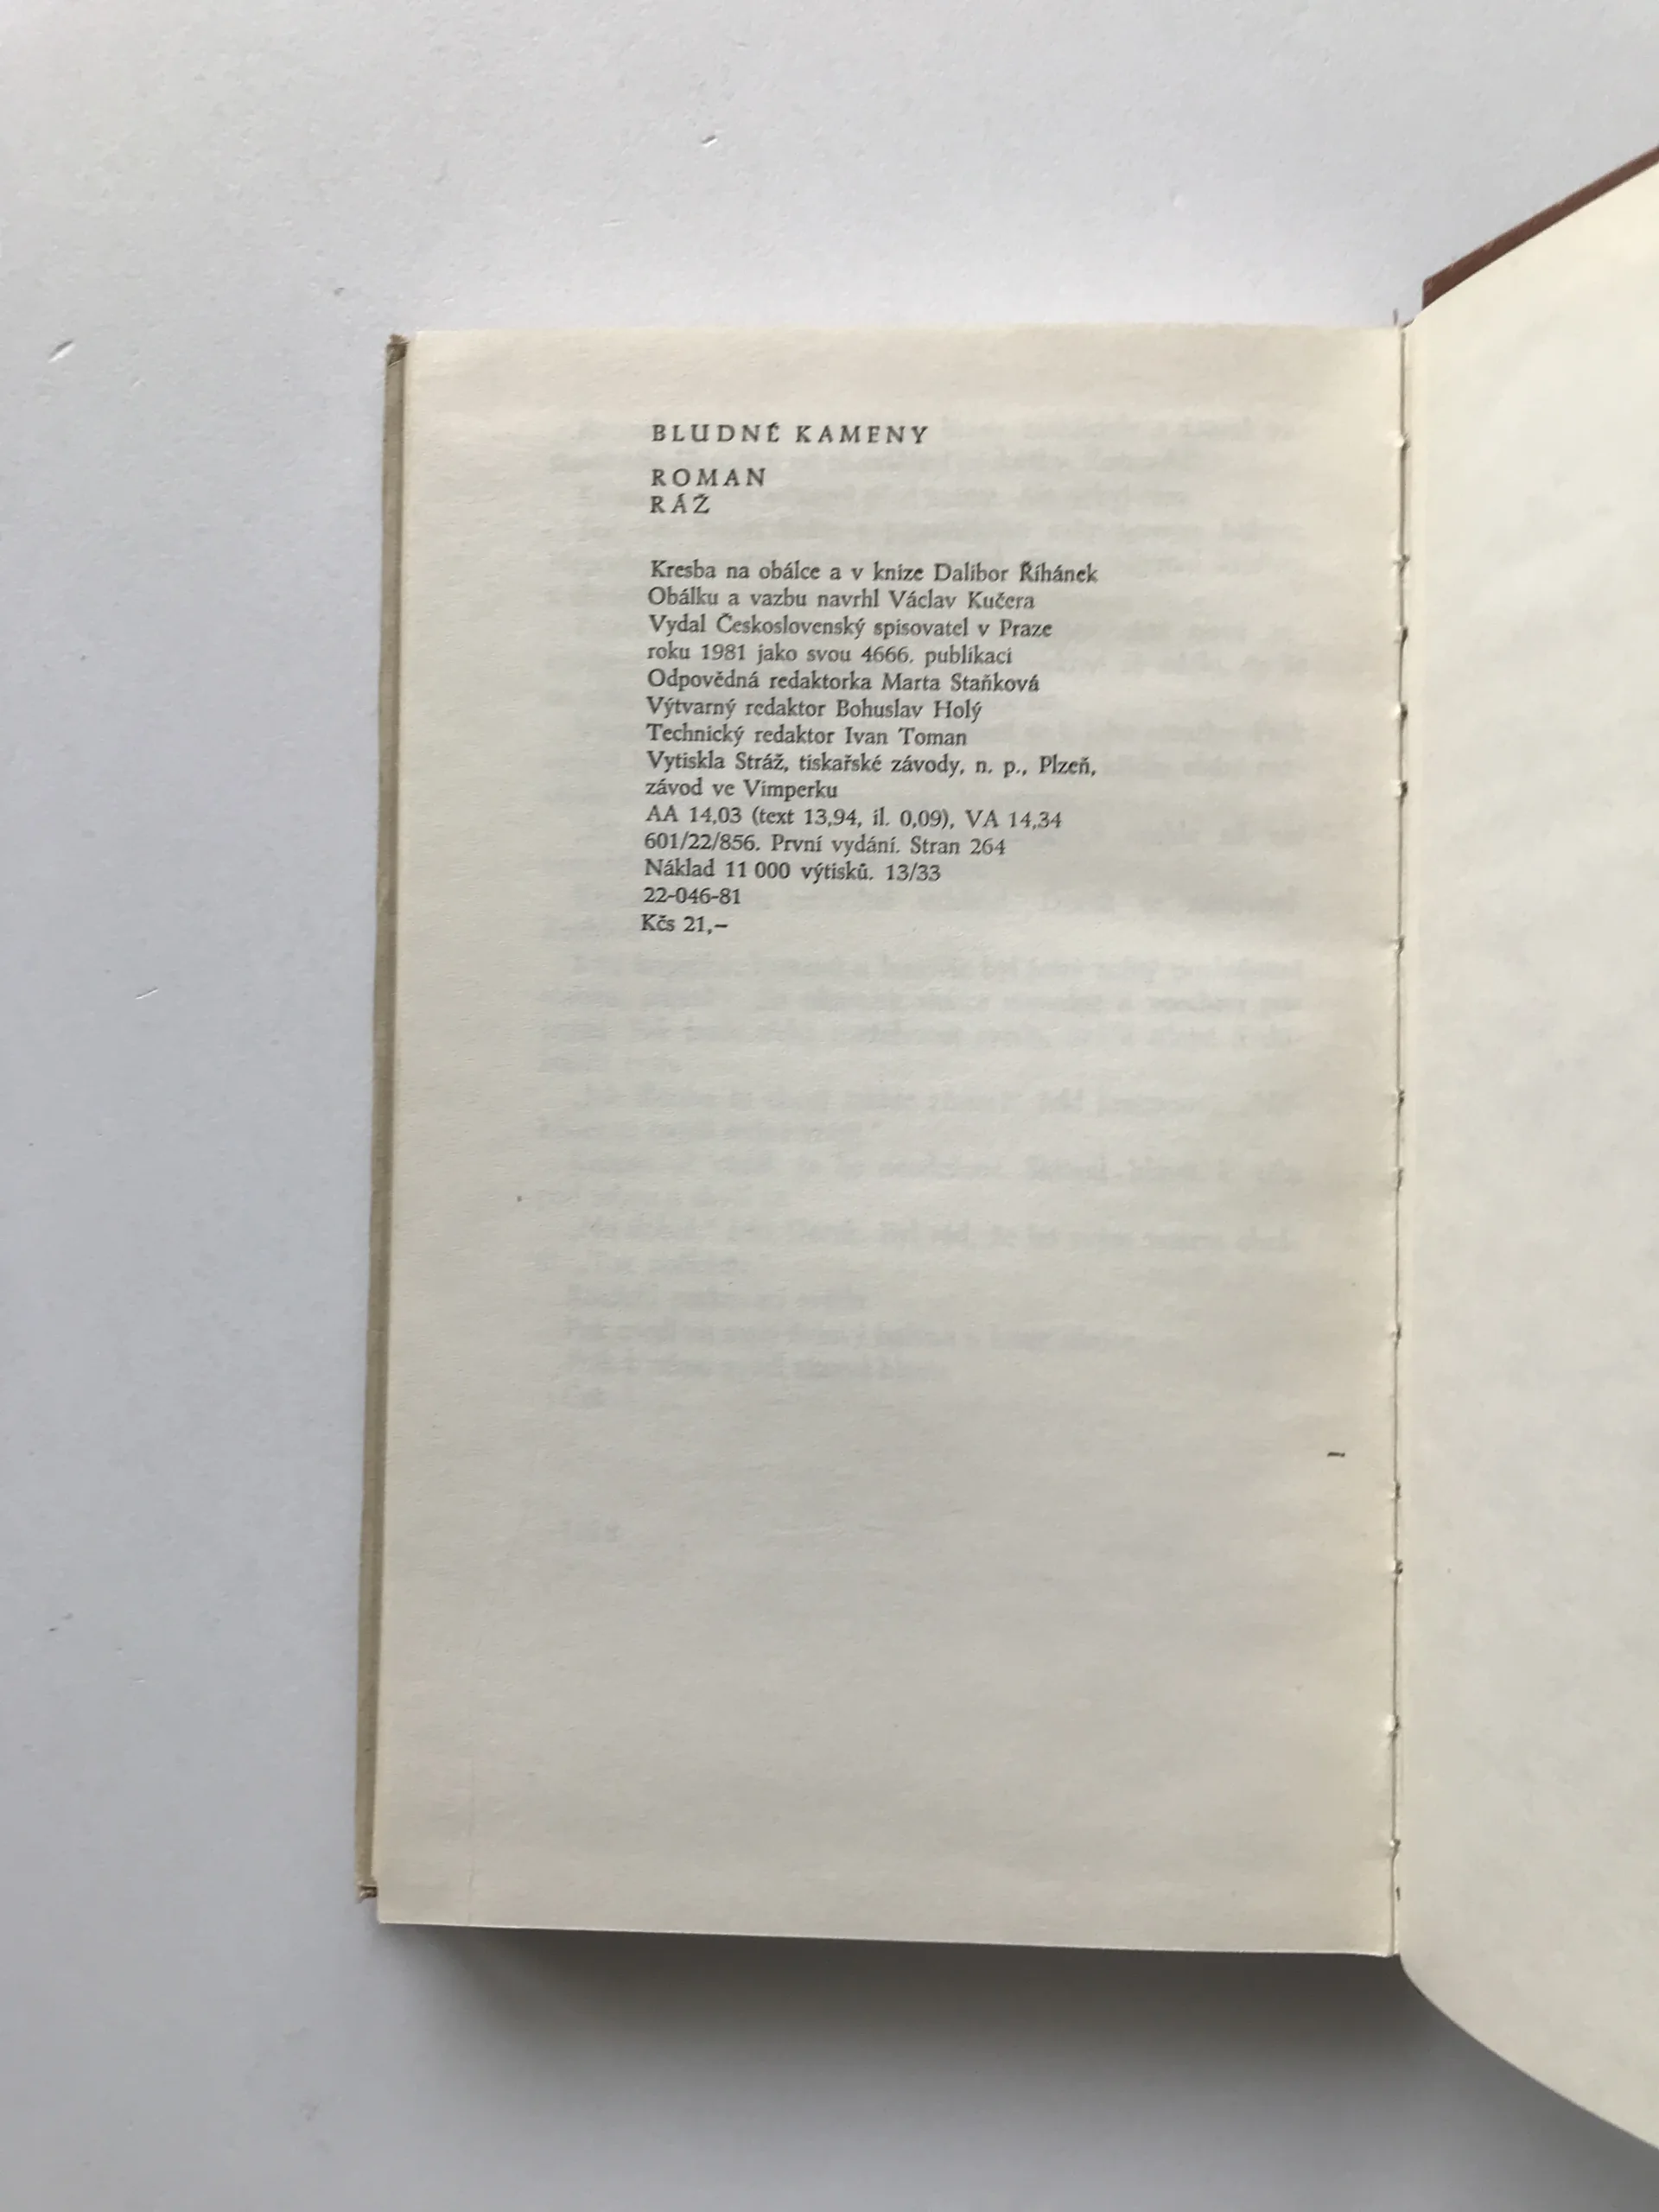 BLUDNÉ KAMENY
ROMAN
RÁŽ
Kresba na obálce a v knize Dalibor Říhánek
Obálku a vazbu navrhl Václav Kučera
Vydal Československý spisovatel v Praze
roku 1981 jako svou 4666. publikaci
Odpovědná redaktorka Marta Staňková
Výtvarný redaktor Bohuslav Holý
Technický redaktor Ivan Toman
Vytiskla Stráž, tiskařské závody, n. p., Plzeň,
závod ve Vimperku
AA 14,03 (text 13,94, il. 0,09), VA 14,34
601/22/856. První vydání. Stran 264
Náklad 11 000 výtisků. 13/33
22-046-81
Kčs 21,–